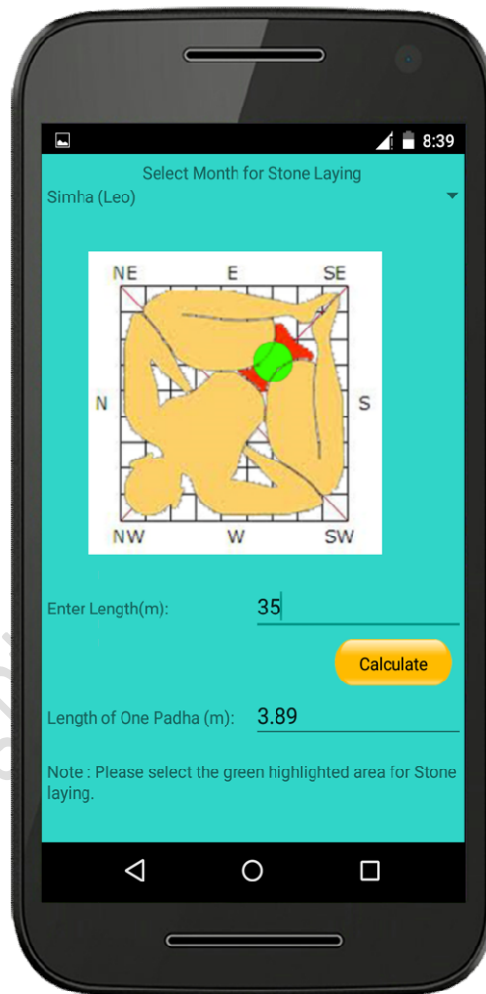 8:39
Select Month for Stone Laying
Simha (Leo)
NE E SE
N S
NW W SW
Enter Length(m): 35
Calculate
Length of One Padha (m): 3.89
Note : Please select the green highlighted area for Stone
laying.